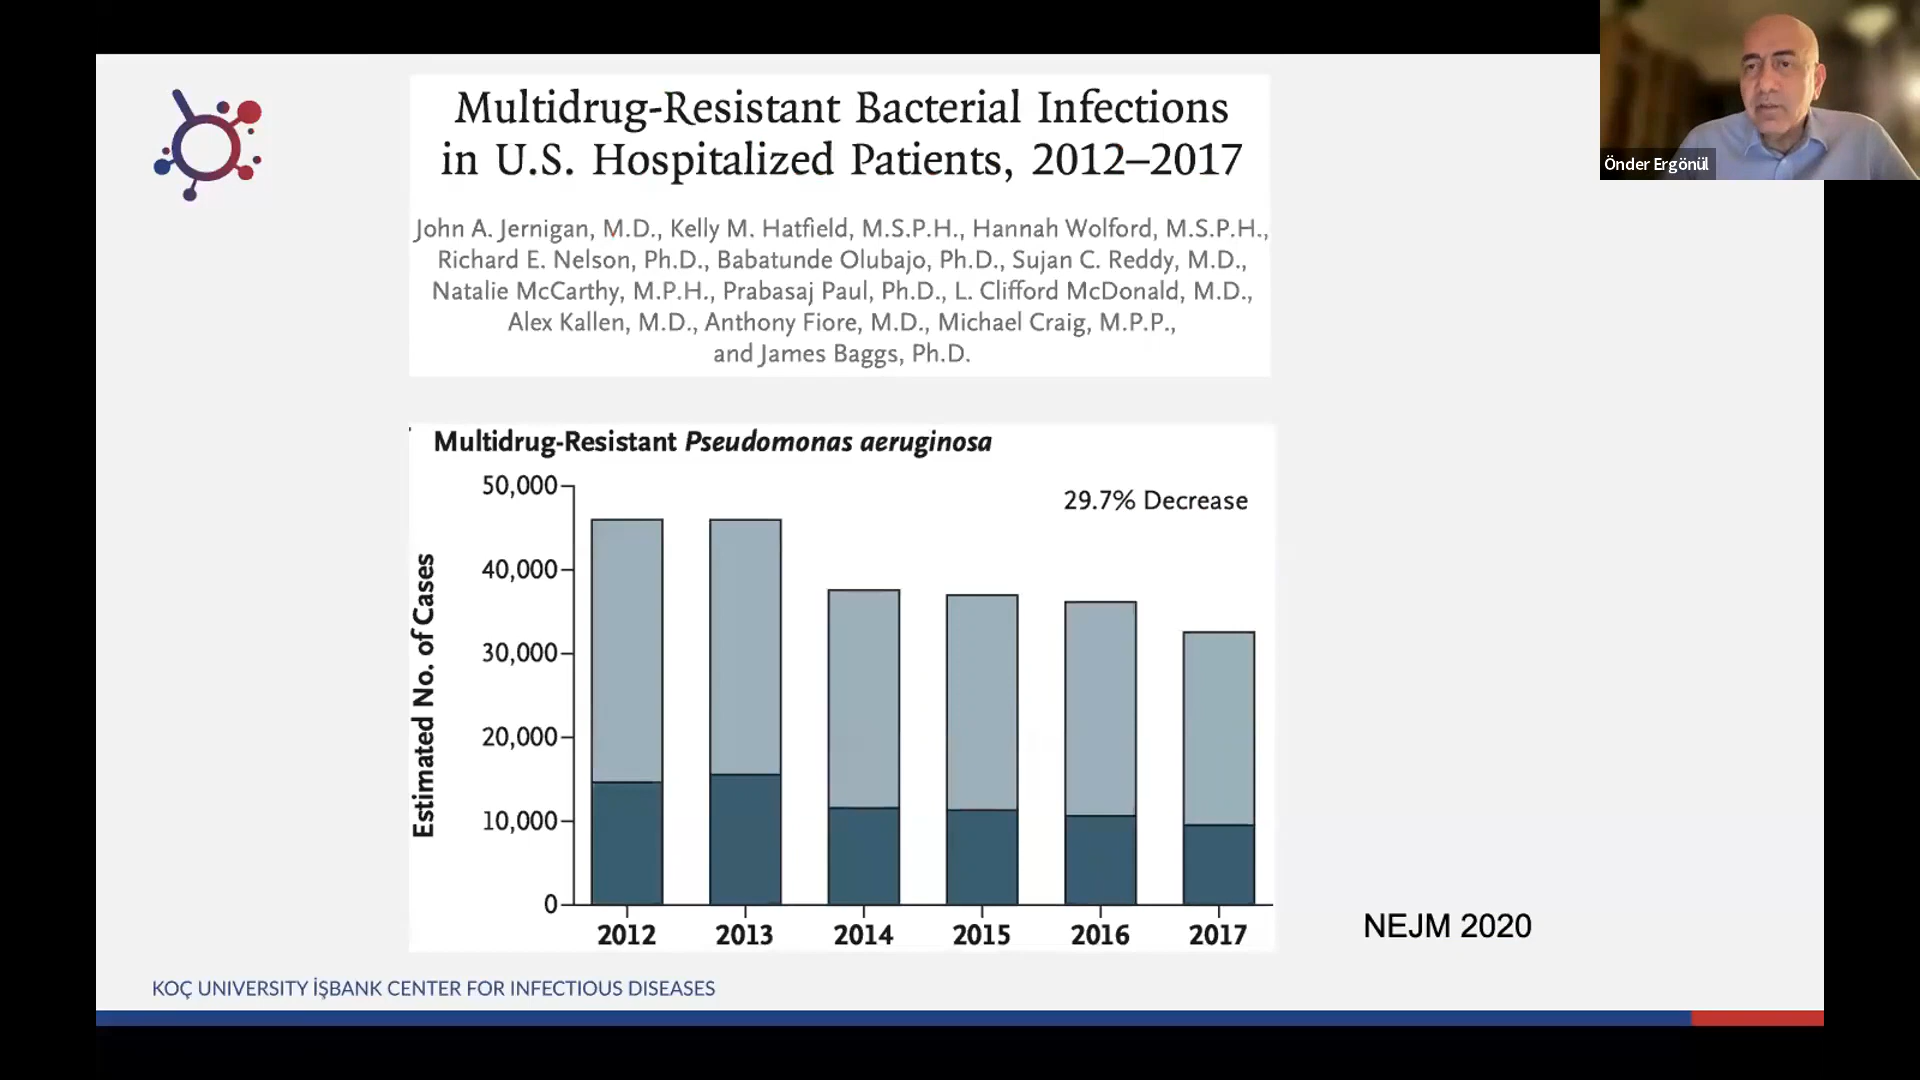 Multidrug-Resistant Bacterial Infections
in U.S. Hospitalized Patients, 2012–2017
John A. Jernigan, M.D., Kelly M. Hatfield, M.S.P.H., Hannah Wolford, M.S.P.H.,
Richard E. Nelson, Ph.D., Babatunde Olubajo, Ph.D., Sujan C. Reddy, M.D.,
Natalie McCarthy, M.P.H., Prabasaj Paul, Ph.D., L. Clifford McDonald, M.D.,
Alex Kallen, M.D., Anthony Fiore, M.D., Michael Craig, M.P.P.,
and James Baggs, Ph.D.
Önder Ergönül
Multidrug-Resistant Pseudomonas aeruginosa
29.7% Decrease
Estimated No. of Cases
50,000
40,000
30,000
20,000
10,000
0
2012 2013 2014 2015 2016 2017
NEJM 2020
KOÇ UNIVERSITY İŞBANK CENTER FOR INFECTIOUS DISEASES